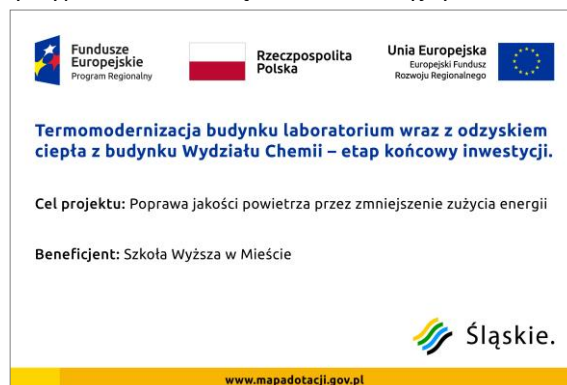 Fundusze
Europejskie
Program Regionalny
Rzeczpospolita
Polska
Unia Europejska
Europejski Fundusz
Rozwoju Regionalnego
Termomodernizacja budynku laboratorium wraz z odzyskiem
ciepła z budynku Wydziału Chemii – etap końcowy inwestycji.
Cel projektu: Poprawa jakości powietrza przez zmniejszenie zużycia energii
Beneficjent: Szkoła Wyższa w Mieście
Śląskie.
www.mapadotacji.gov.pl